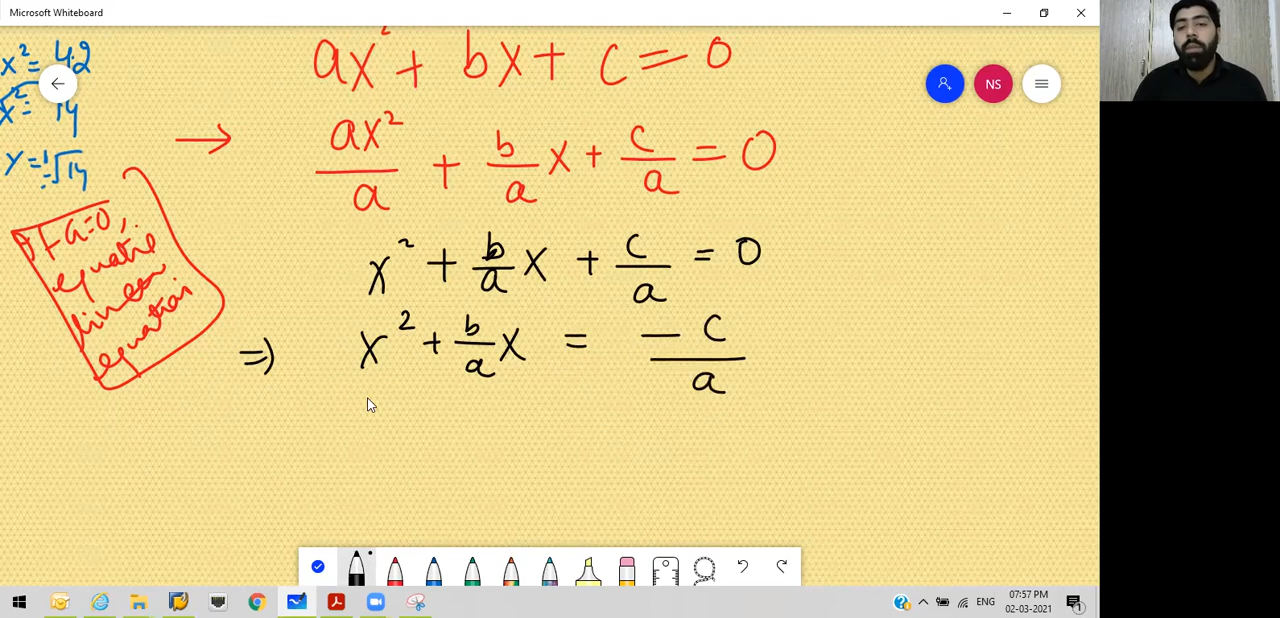 Microsoft Whiteboard
x² = 42
x² = 14
y = ±√14
ax² + bx + c = 0
→ ax²/a + b/a x + c/a = 0
x² + b/a x + c/a = 0
⇒ x² + b/a x = -c/a
If a=0,
equatie
linear
equation
NS
ENG
07:57 PM
02-03-2021